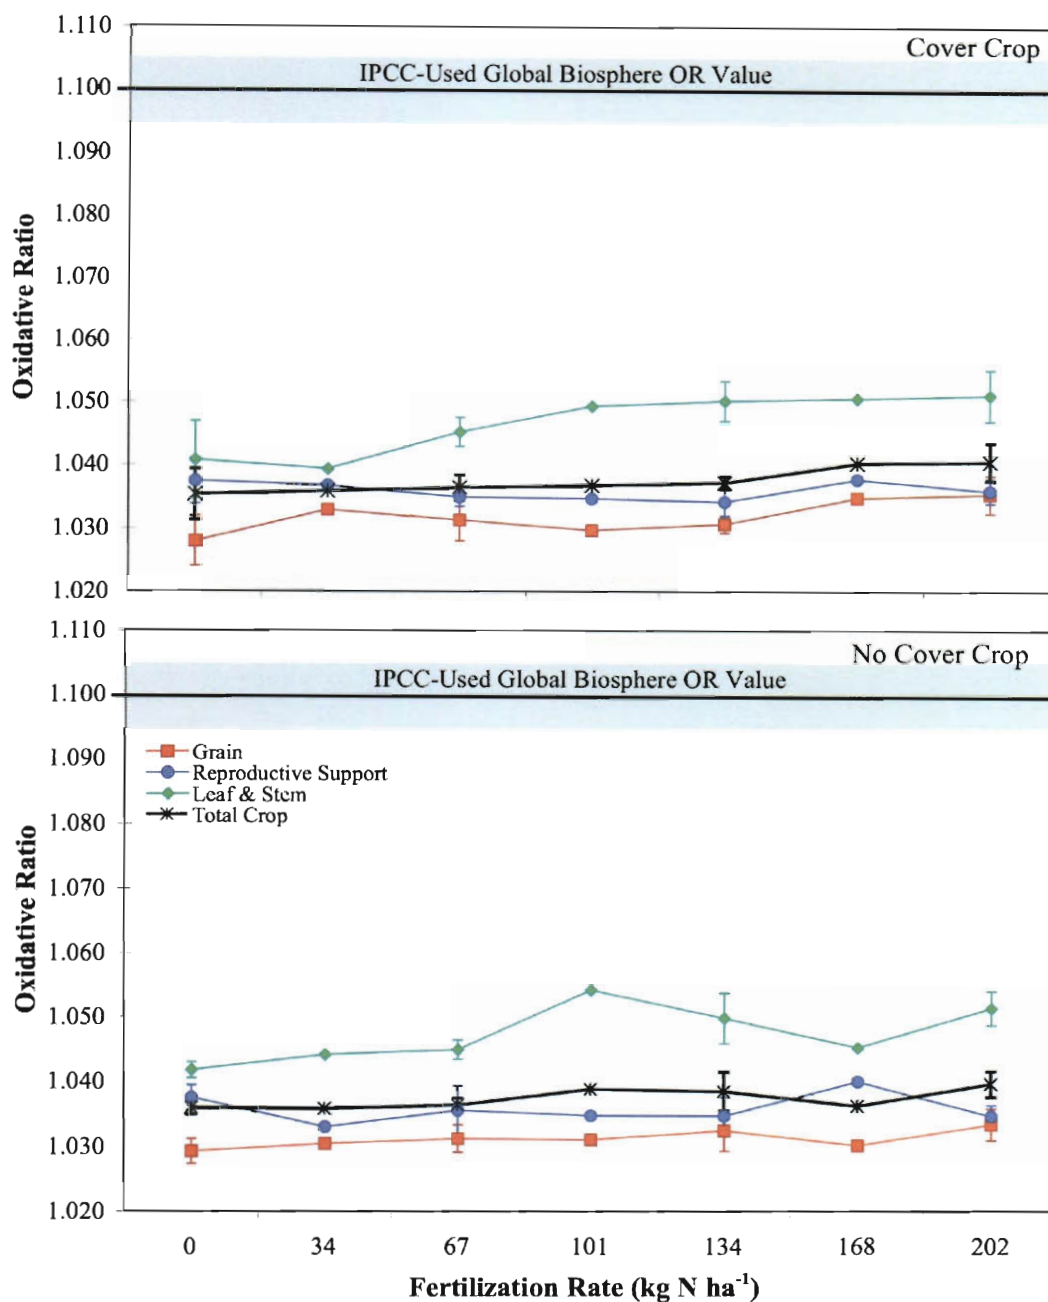 1.110
Cover Crop
IPCC-Used Global Biosphere OR Value
1.100
1.090
1.080
1.070
1.060
1.050
1.040
1.030
1.020
Oxidative Ratio
1.110
No Cover Crop
IPCC-Used Global Biosphere OR Value
1.100
1.090
1.080
1.070
1.060
1.050
1.040
1.030
1.020
Oxidative Ratio
Grain
Reproductive Support
Leaf & Stem
Total Crop
0 34 67 101 134 168 202
Fertilization Rate (kg N ha⁻¹)